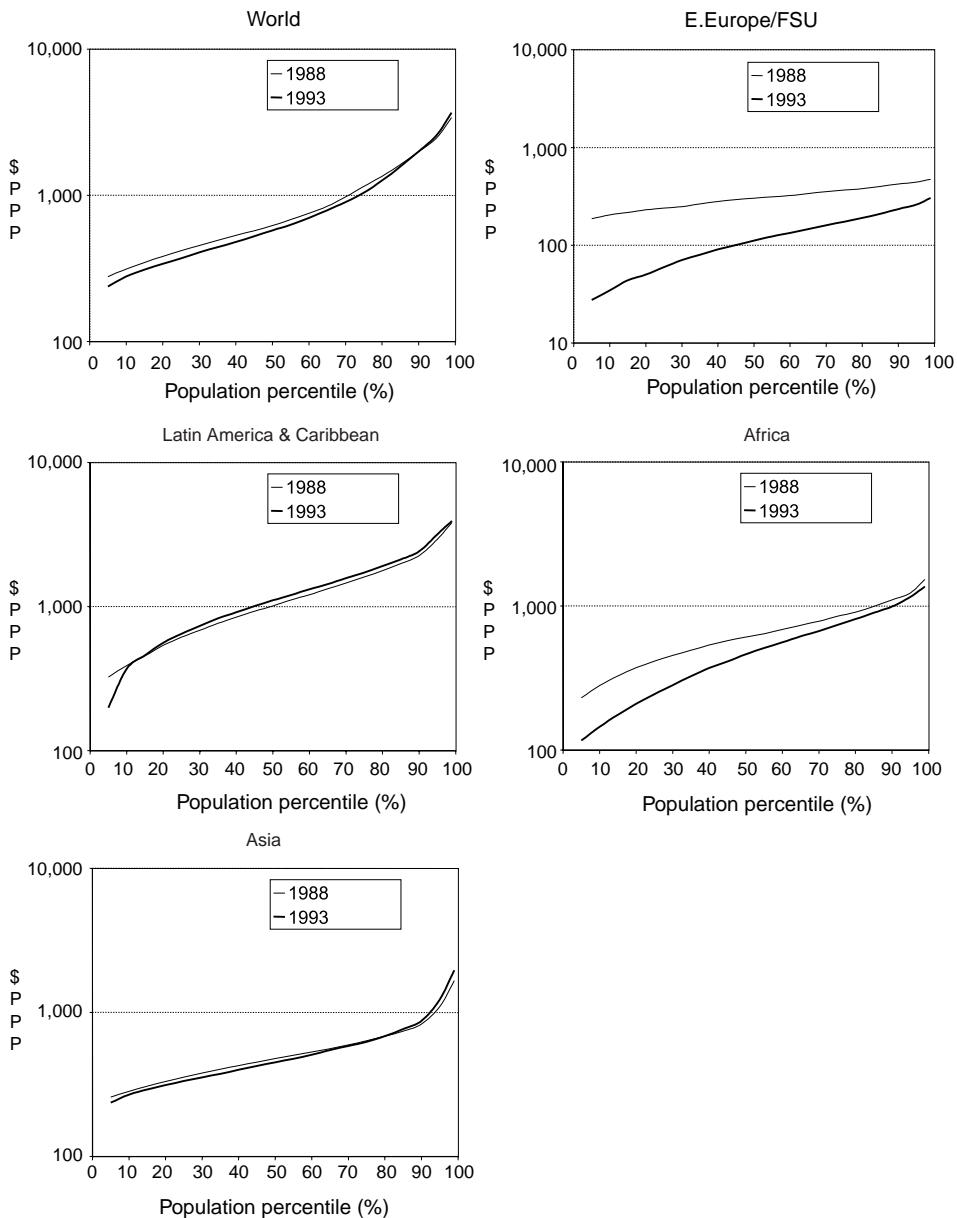 World
10,000
1,000
100
$
P
P
P
1988
1993
0 10 20 30 40 50 60 70 80 90 100
Population percentile (%)
E.Europe/FSU
10,000
1,000
100
10
$
P
P
P
1988
1993
0 10 20 30 40 50 60 70 80 90 100
Population percentile (%)
Latin America & Caribbean
10,000
1,000
100
$
P
P
P
1988
1993
0 10 20 30 40 50 60 70 80 90 100
Population percentile (%)
Africa
10,000
1,000
100
$
P
P
P
1988
1993
0 10 20 30 40 50 60 70 80 90 100
Population percentile (%)
Asia
10,000
1,000
100
$
P
P
P
1988
1993
0 10 20 30 40 50 60 70 80 90 100
Population percentile (%)